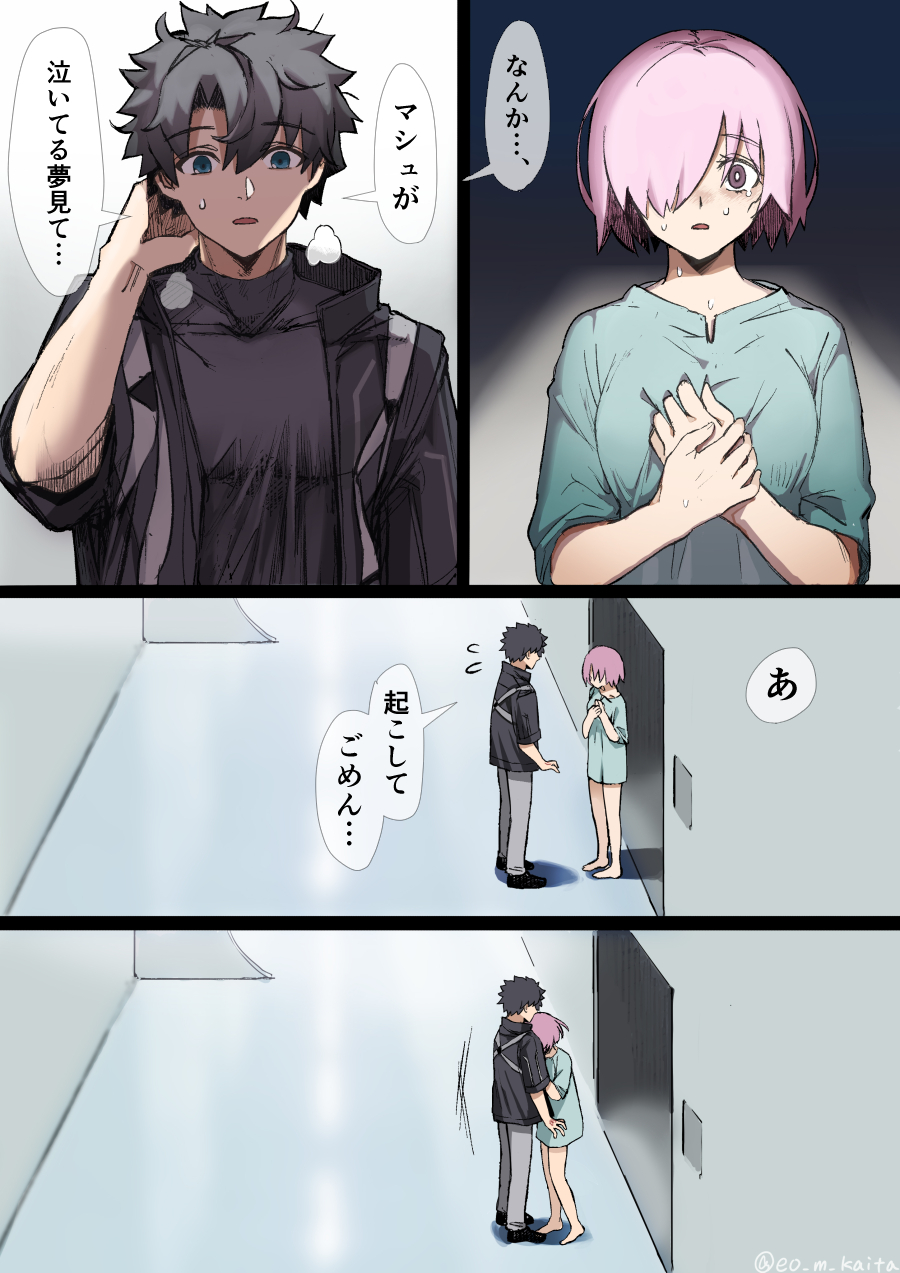 なんか…、
マシュが
泣いてる夢見て…
あ
起こして
ごめん…
@eo_m_kaita